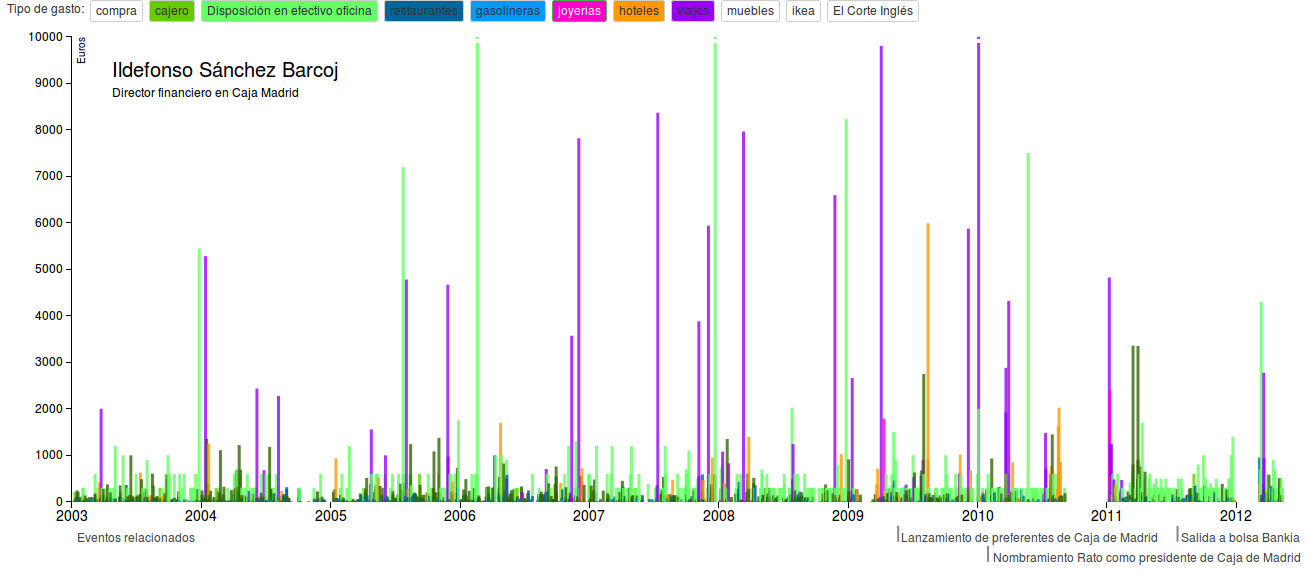 Tipo de gasto: compra cajero Disposición en efectivo oficina restaurantes gasolineras joyerias hoteles viajes muebles ikea El Corte Inglés
10000
Euros
Ildefonso Sánchez Barcoj
9000
Director financiero en Caja Madrid
8000
7000
6000
5000
4000
3000
2000
1000
0
2003 2004 2005 2006 2007 2008 2009 2010 2011 2012
Eventos relacionados Lanzamiento de preferentes de Caja de Madrid Salida a bolsa Bankia
Nombramiento Rato como presidente de Caja de Madrid